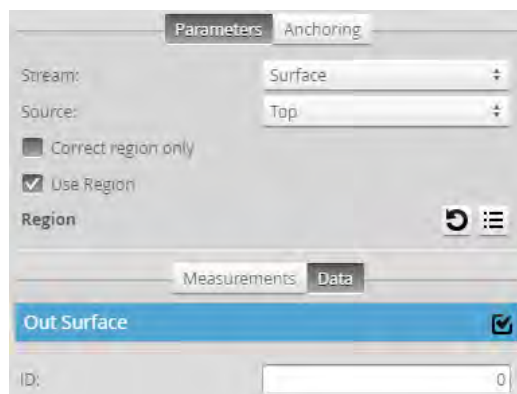 Parameters Anchoring
Stream: Surface
Source: Top
Correct region only
Use Region
Region
Measurements Data
Out Surface
ID: 0